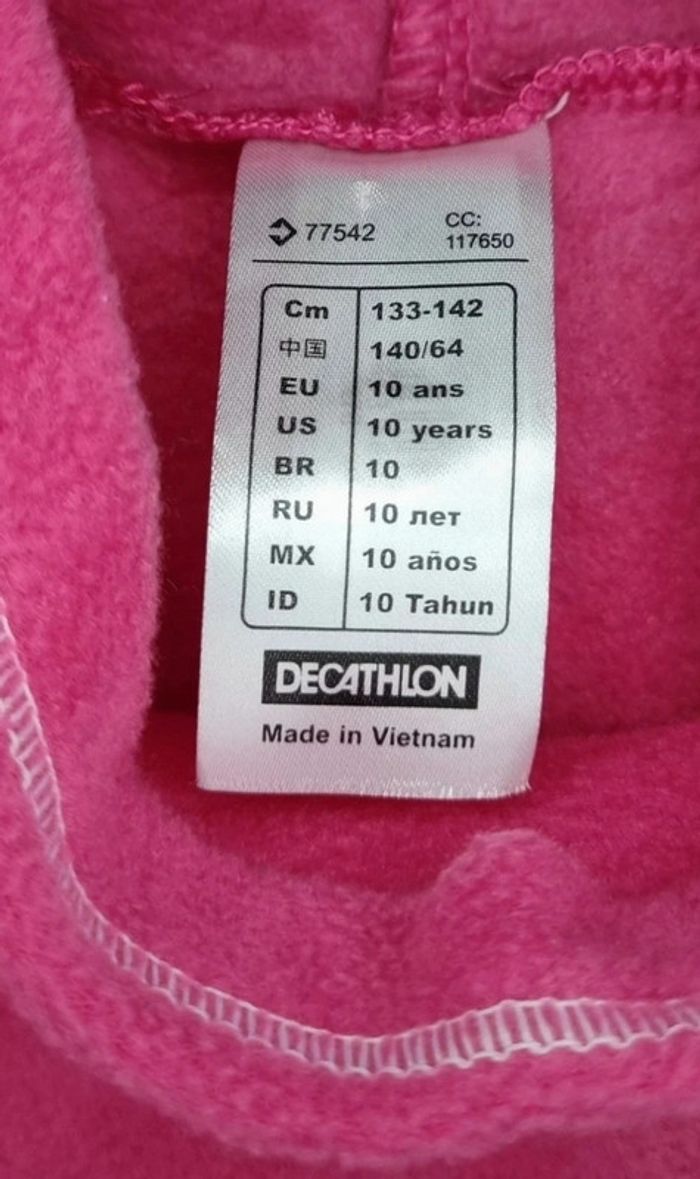 77542 CC: 117650
Cm 133-142
中国 140/64
EU 10 ans
US 10 years
BR 10
RU 10 лет
MX 10 años
ID 10 Tahun
DECATHLON
Made in Vietnam